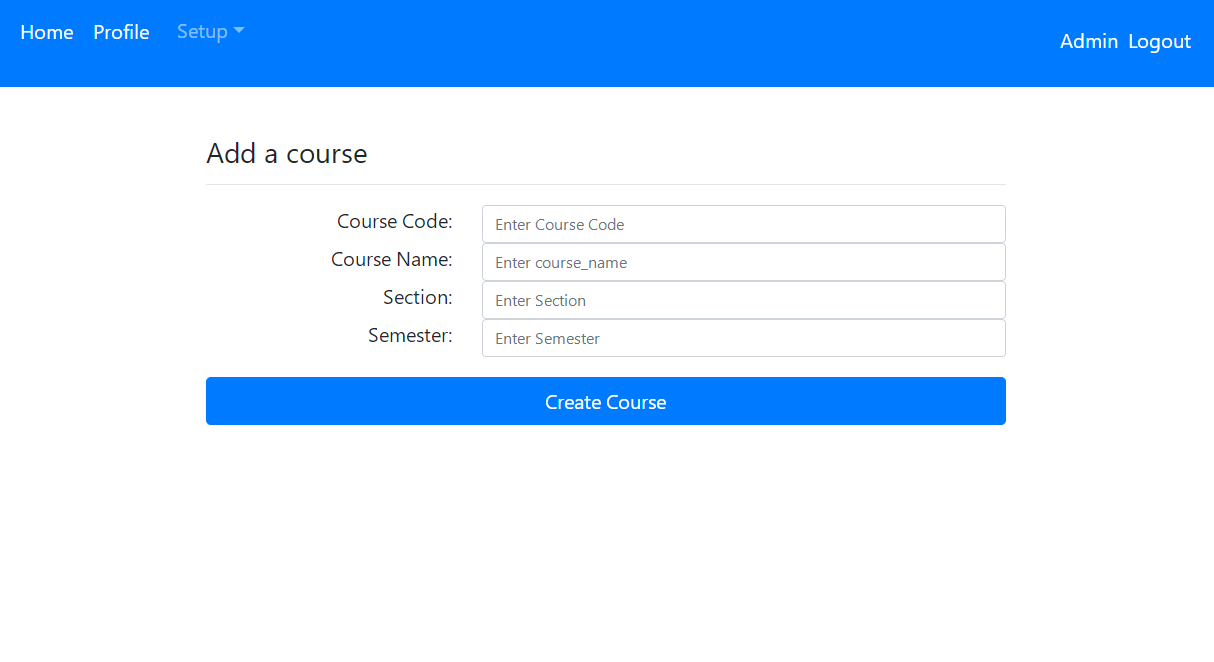 Home Profile Setup Admin Logout
Add a course
Course Code: Enter Course Code
Course Name: Enter course_name
Section: Enter Section
Semester: Enter Semester
Create Course